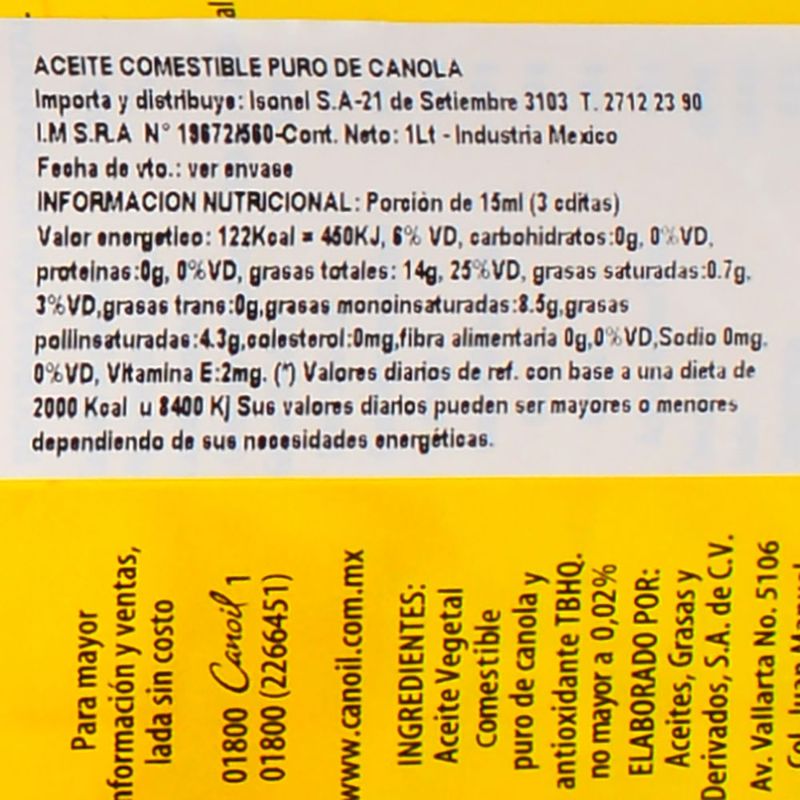 al
ACEITE COMESTIBLE PURO DE CANOLA
Importa y distribuye: Isonel S.A-21 de Setiembre 3103 T. 2712 23 90
I.M S.R.A N° 19672/560-Cont. Neto: 1Lt - Industria Mexico
Fecha de vto.: ver envase
INFORMACION NUTRICIONAL: Porción de 15ml (3 cditas)
Valor energetico: 122Kcal = 450KJ, 6% VD, carbohidratos:0g, 0%VD,
proteinas:0g, 0%VD, grasas totales: 14g, 25%VD, grasas saturadas:0.7g,
3%VD,grasas trans:0g,grasas monoinsaturadas:8.5g,grasas
poliinsaturadas:4.3g,colesterol:0mg,fibra alimentaria 0g,0%VD,Sodio 0mg,
0%VD, Vitamina E:2mg. (*) Valores diarios de ref. con base a una dieta de
2000 Kcal u 8400 Kj Sus valores diarios pueden ser mayores o menores
dependiendo de sus necesidades energéticas.
Para mayor
nformación y ventas,
lada sin costo
01800 Canoil 1
01800 (2266451)
www.canoil.com.mx
INGREDIENTES:
Aceite Vegetal
Comestible
puro de canola y
antioxidante TBHQ.
no mayor a 0,02%
ELABORADO POR:
Aceites, Grasas y
Derivados, S.A. de C.V.
Av. Vallarta No. 5106
Col. Juan Manuel